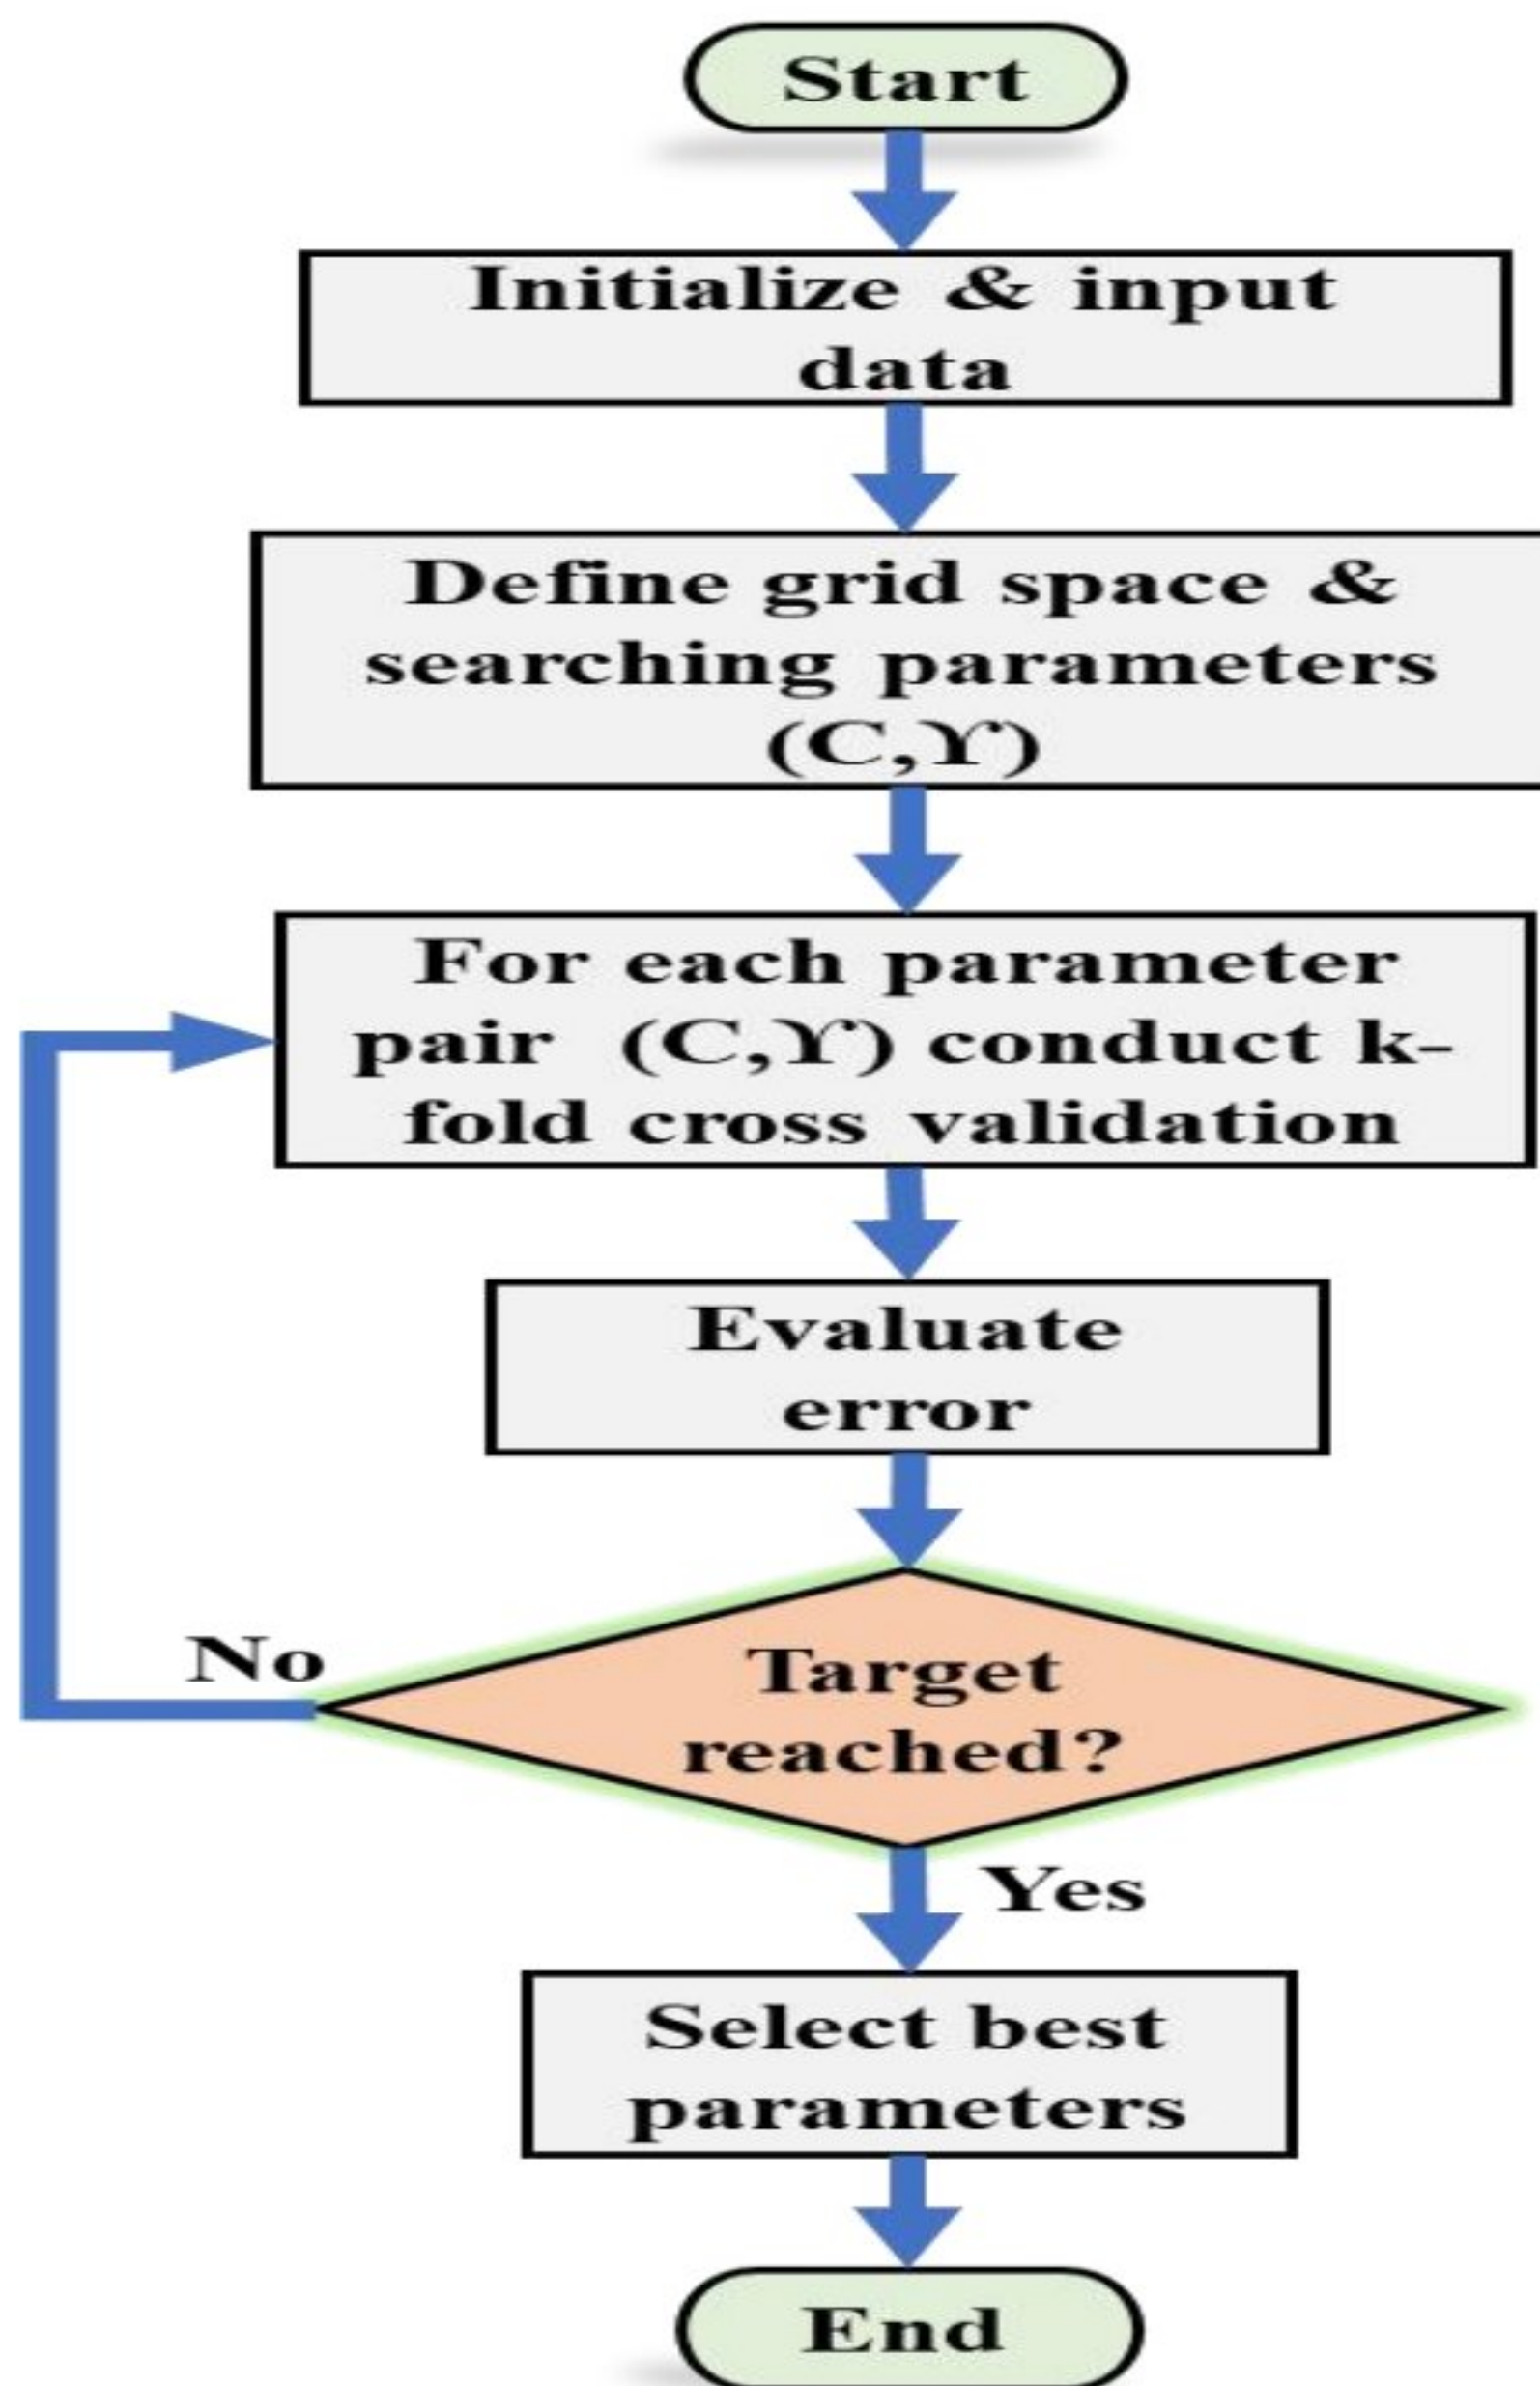 Start
Initialize & input
data
Define grid space &
searching parameters
(C,ϒ)
For each parameter
pair (C,ϒ) conduct k-
fold cross validation
Evaluate
error
Target
reached?
No
Yes
Select best
parameters
End